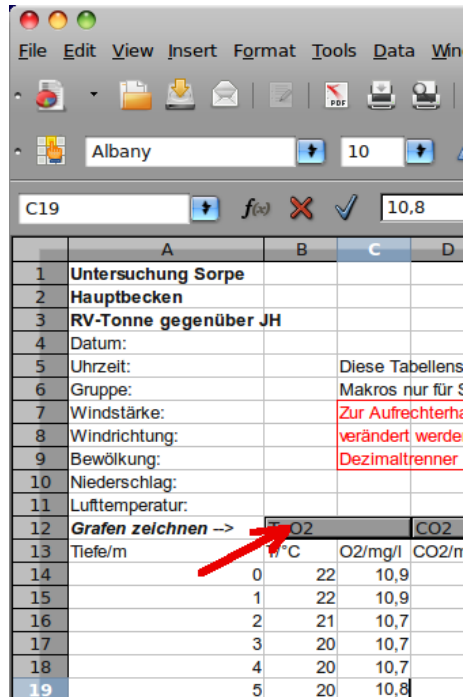 File Edit View Insert Format Tools Data
PDF
Albany 10
C19 f(x) 10,8
A B C D
1 Untersuchung Sorpe
2 Hauptbecken
3 RV-Tonne gegenüber JH
4 Datum:
5 Uhrzeit: Diese Tabellens
6 Gruppe: Makros nur für S
7 Windstärke: Zur Aufrechterha
8 Windrichtung: verändert werde
9 Bewölkung: Dezimaltrenner
10 Niederschlag:
11 Lufttemperatur:
12 Grafen zeichnen --> O2 CO2
13 Tiefe/m T/°C O2/mg/l CO2/m
14 0 22 10,9
15 1 22 10,9
16 2 21 10,7
17 3 20 10,7
18 4 20 10,7
19 5 20 10,8